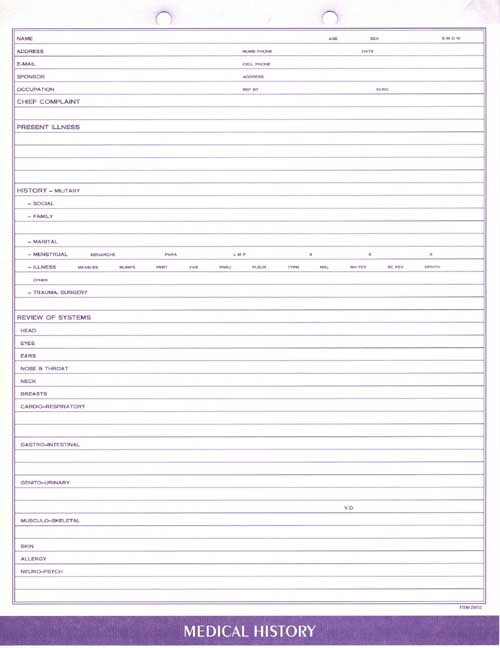 NAME AGE SEX S M D W
ADDRESS HOME PHONE DATE
E-MAIL CELL PHONE
SPONSOR ADDRESS
OCCUPATION REF BY
CHIEF COMPLAINT
PRESENT ILLNESS
HISTORY – MILITARY
– SOCIAL
– FAMILY
– MARITAL
– MENSTRUAL MENARCHE PARA L M P X X X
– ILLNESS MEASLES MUMPS PERT VAR PNEU PLEUR TYPH MAL RH FEV SC FEV DIPHTH
OTHER
– TRAUMA, SURGERY
REVIEW OF SYSTEMS
HEAD
EYES
EARS
NOSE & THROAT
NECK
BREASTS
CARDIO-RESPIRATORY
GASTRO-INTESTINAL
GENITO-URINARY
V.D.
MUSCULO-SKELETAL
SKIN
ALLERGY
NEURO-PSYCH
MEDICAL HISTORY